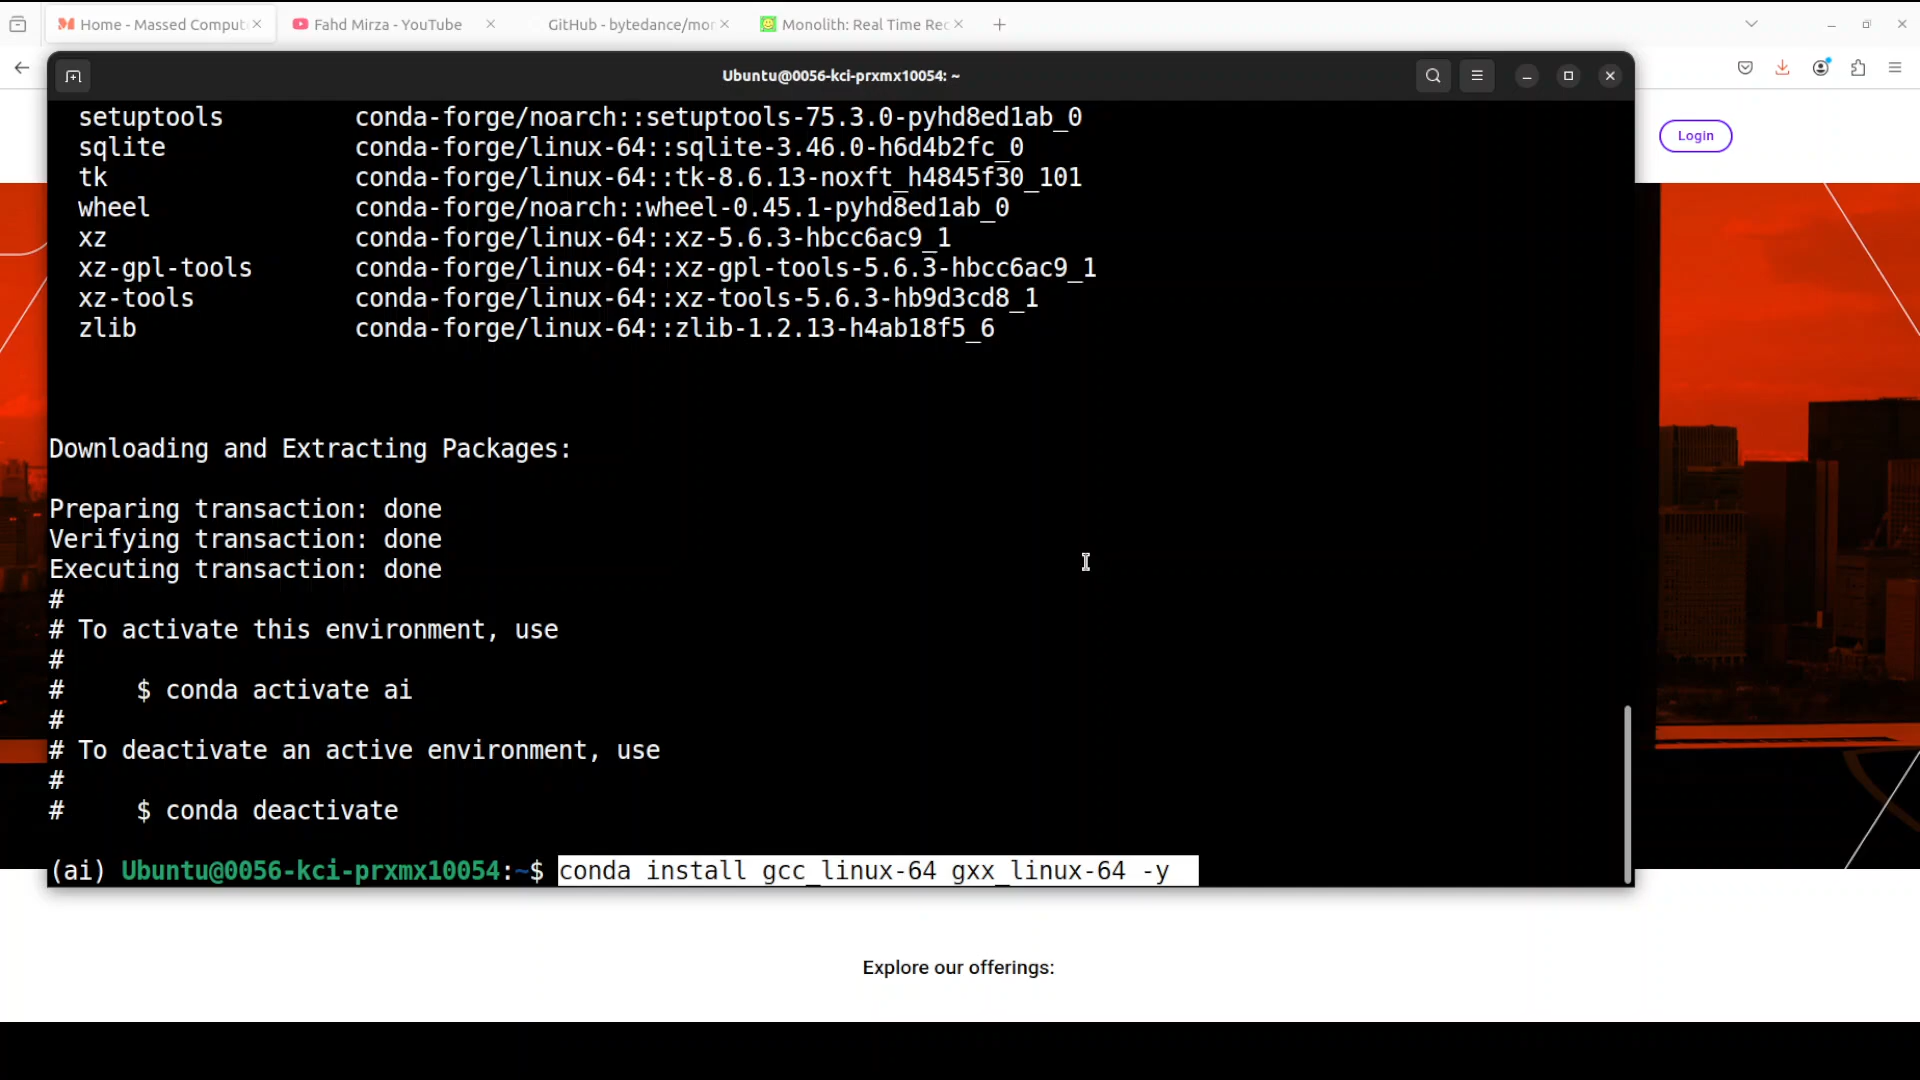 Home - Massed Comput
Fahd Mirza - YouTube
GitHub - bytedance/mor
Monolith: Real Time Rec
Ubuntu@0056-kci-prxmx10054: ~
Login
setuptools conda-forge/noarch::setuptools-75.3.0-pyhd8ed1ab_0
sqlite conda-forge/linux-64::sqlite-3.46.0-h6d4b2fc_0
tk conda-forge/linux-64::tk-8.6.13-noxft_h4845f30_101
wheel conda-forge/noarch::wheel-0.45.1-pyhd8ed1ab_0
xz conda-forge/linux-64::xz-5.6.3-hbcc6ac9_1
xz-gpl-tools conda-forge/linux-64::xz-gpl-tools-5.6.3-hbcc6ac9_1
xz-tools conda-forge/linux-64::xz-tools-5.6.3-hb9d3cd8_1
zlib conda-forge/linux-64::zlib-1.2.13-h4ab18f5_6
Downloading and Extracting Packages:
Preparing transaction: done
Verifying transaction: done
Executing transaction: done
#
# To activate this environment, use
#
# $ conda activate ai
#
# To deactivate an active environment, use
#
# $ conda deactivate
(ai) Ubuntu@0056-kci-prxmx10054:~$ conda install gcc_linux-64 gxx_linux-64 -y
Explore our offerings: